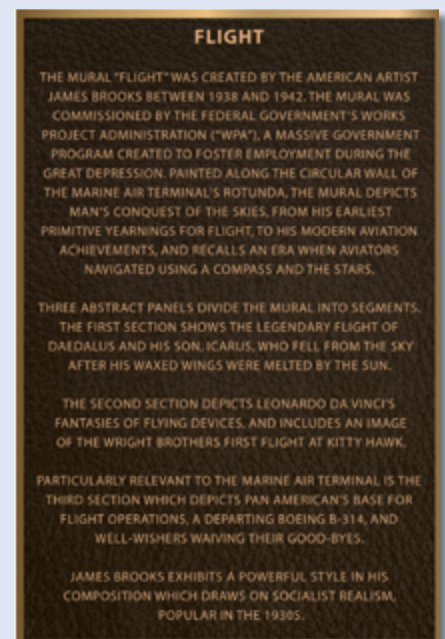 FLIGHT
THE MURAL "FLIGHT" WAS CREATED BY THE AMERICAN ARTIST
JAMES BROOKS BETWEEN 1938 AND 1942. THE MURAL WAS
COMMISSIONED BY THE FEDERAL GOVERNMENT'S WORKS
PROJECT ADMINISTRATION ("WPA"), A MASSIVE GOVERNMENT
PROGRAM CREATED TO FOSTER EMPLOYMENT DURING THE
GREAT DEPRESSION. PAINTED ALONG THE CIRCULAR WALL OF
THE MARINE AIR TERMINAL'S ROTUNDA, THE MURAL DEPICTS
MAN'S CONQUEST OF THE SKIES, FROM HIS EARLIEST
PRIMITIVE YEARNINGS FOR FLIGHT, TO HIS MODERN AVIATION
ACHIEVEMENTS, AND RECALLS AN ERA WHEN AVIATORS
NAVIGATED USING A COMPASS AND THE STARS.
THREE ABSTRACT PANELS DIVIDE THE MURAL INTO SEGMENTS.
THE FIRST SECTION SHOWS THE LEGENDARY FLIGHT OF
DAEDALUS AND HIS SON, ICARUS, WHO FELL FROM THE SKY
AFTER HIS WAXED WINGS WERE MELTED BY THE SUN.
THE SECOND SECTION DEPICTS LEONARDO DA VINCI'S
FANTASIES OF FLYING DEVICES, AND INCLUDES AN IMAGE
OF THE WRIGHT BROTHERS FIRST FLIGHT AT KITTY HAWK.
PARTICULARLY RELEVANT TO THE MARINE AIR TERMINAL IS THE
THIRD SECTION WHICH DEPICTS PAN AMERICAN'S BASE FOR
FLIGHT OPERATIONS, A DEPARTING BOEING B-314, AND
WELL-WISHERS WAIVING THEIR GOOD-BYES.
JAMES BROOKS EXHIBITS A POWERFUL STYLE IN HIS
COMPOSITION WHICH DRAWS ON SOCIALIST REALISM,
POPULAR IN THE 1930S.